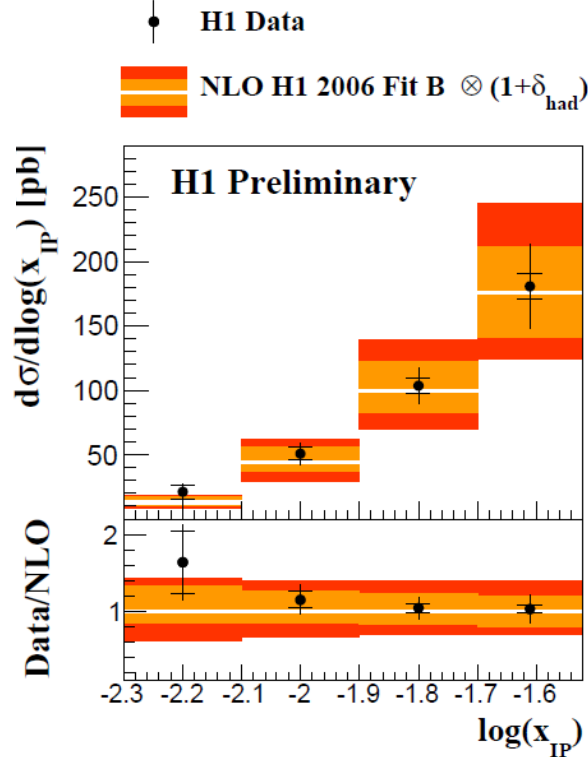 H1 Data
NLO H1 2006 Fit B ⊗ (1+δhad)
H1 Preliminary
dσ/dlog(xIP) [pb]
250
200
150
100
50
Data/NLO
2
1
-2.3 -2.2 -2.1 -2 -1.9 -1.8 -1.7 -1.6
log(xIP)